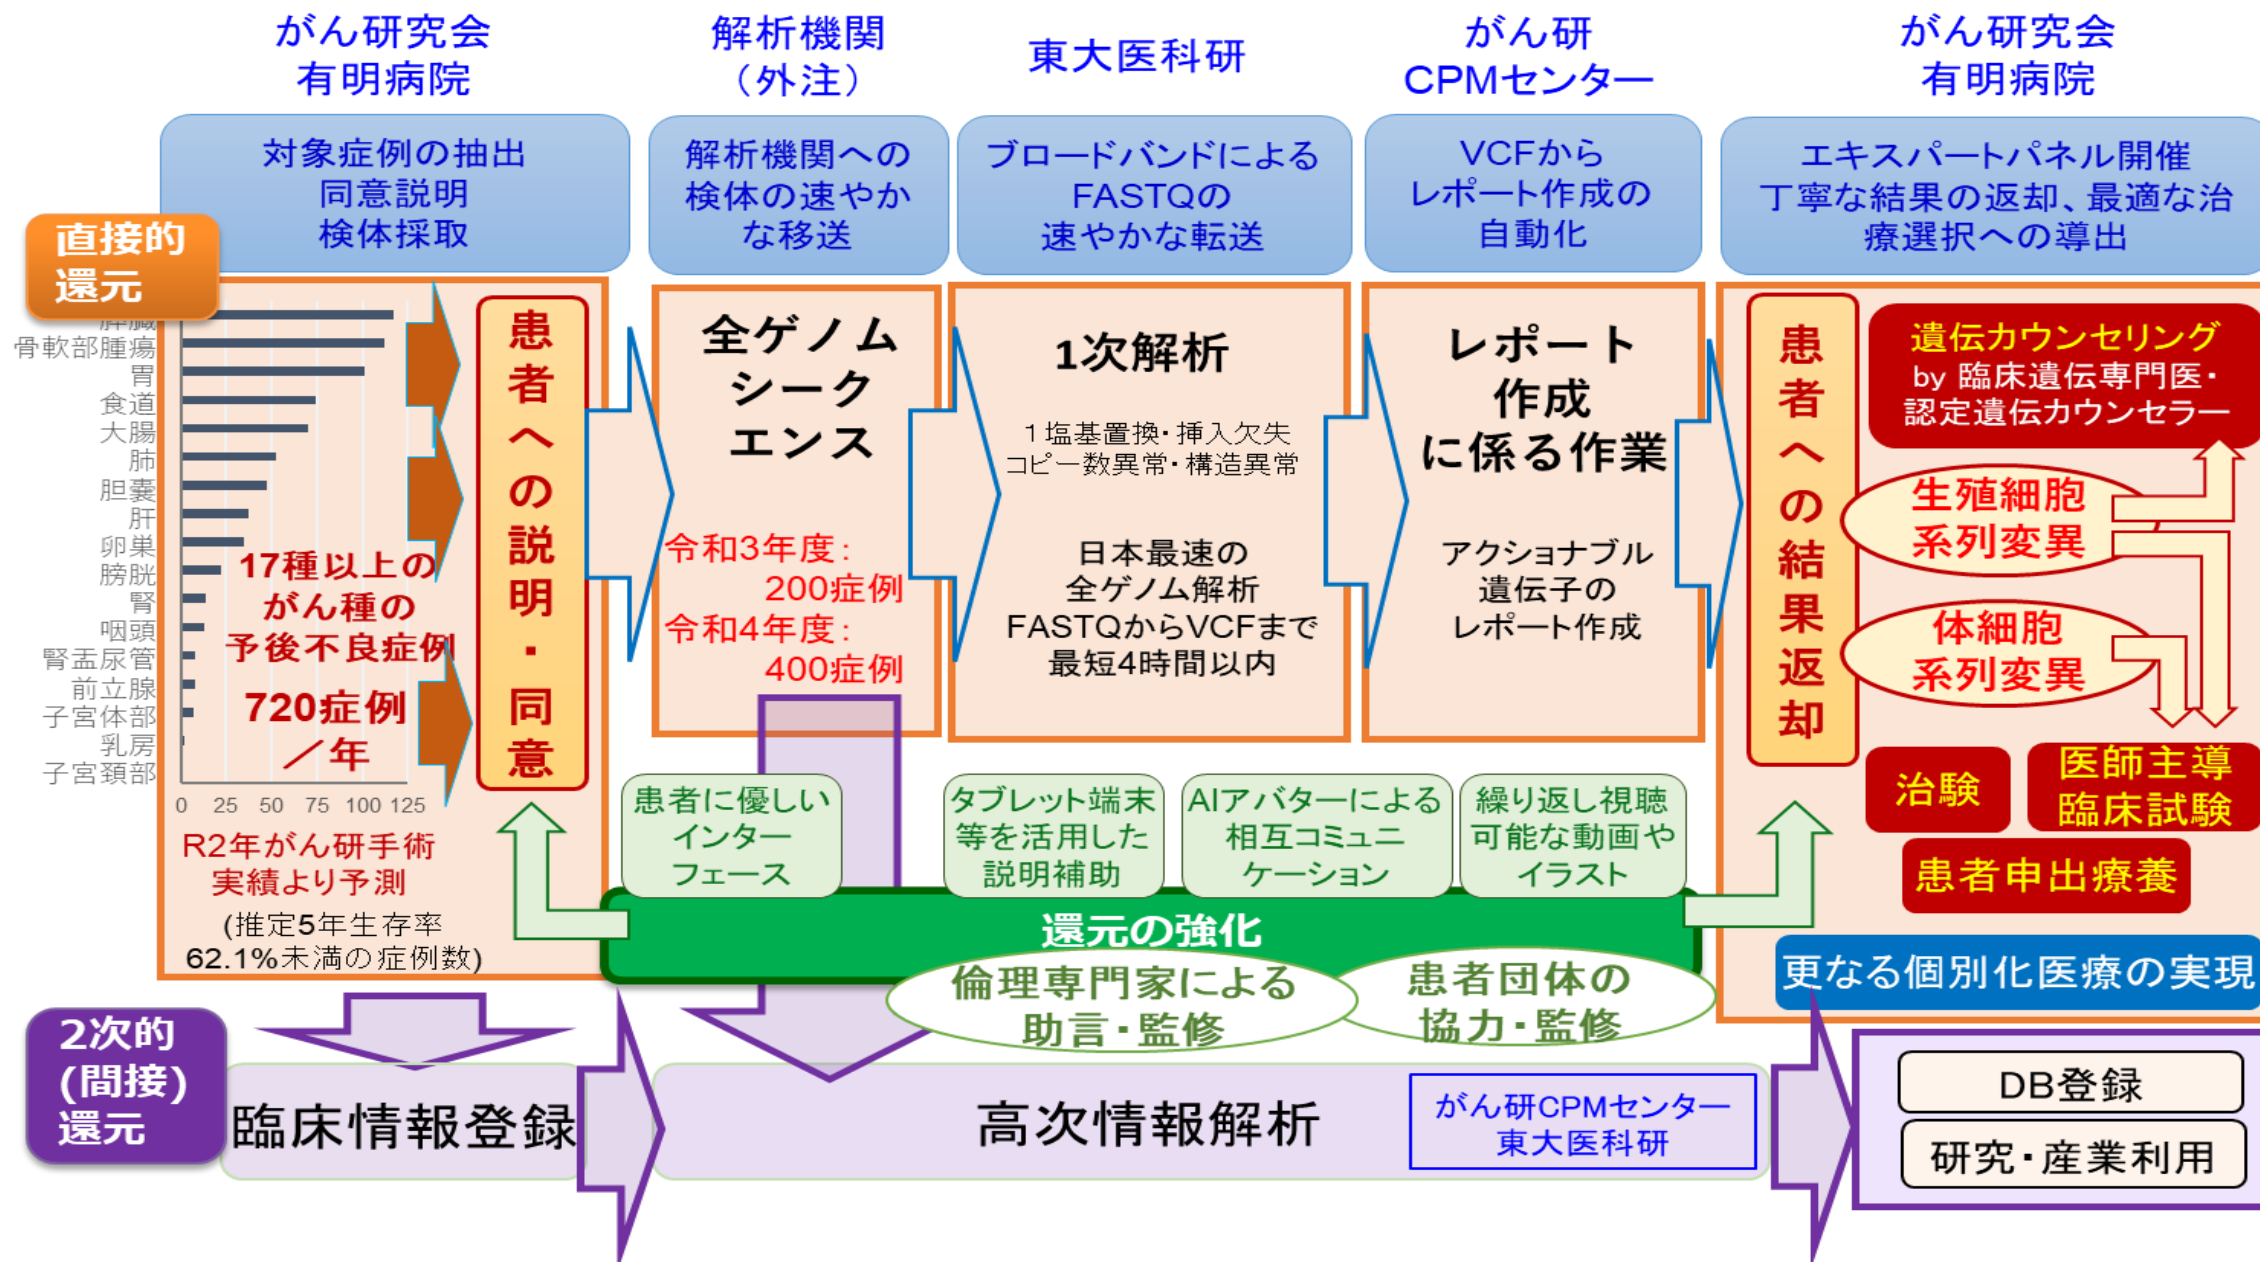 がん研究会
有明病院
解析機関
（外注）
東大医科研
がん研
CPMセンター
がん研究会
有明病院
対象症例の抽出
同意説明
検体採取
解析機関への
検体の速やか
な移送
ブロードバンドによる
FASTQの
速やかな転送
VCFから
レポート作成の
自動化
エキスパートパネル開催
丁寧な結果の返却、最適な治
療選択への導出
直接的
還元
骨軟部腫瘍
胃
食道
大腸
肺
胆嚢
肝
卵巣
膀胱
腎
咽頭
腎盂尿管
前立腺
子宮体部
乳房
子宮頚部
0 25 50 75 100 125
17種以上の
がん種の
予後不良症例
720症例
／年
R2年がん研手術
実績より予測
(推定5年生存率
62.1%未満の症例数)
患者への説明・同意
全ゲノム
シーク
エンス
令和3年度：
200症例
令和4年度：
400症例
1次解析
１塩基置換・挿入欠失
コピー数異常・構造異常
日本最速の
全ゲノム解析
FASTQからVCFまで
最短4時間以内
レポート
作成
に係る作業
アクショナブル
遺伝子の
レポート作成
患者への結果返却
遺伝カウンセリング
by 臨床遺伝専門医・
認定遺伝カウンセラー
生殖細胞
系列変異
体細胞
系列変異
治験
医師主導
臨床試験
患者申出療養
更なる個別化医療の実現
患者に優しい
インター
フェース
タブレット端末
等を活用した
説明補助
AIアバターによる
相互コミュニ
ケーション
繰り返し視聴
可能な動画や
イラスト
還元の強化
倫理専門家による
助言・監修
患者団体の
協力・監修
2次的
(間接)
還元
臨床情報登録
高次情報解析
がん研CPMセンター
東大医科研
DB登録
研究・産業利用